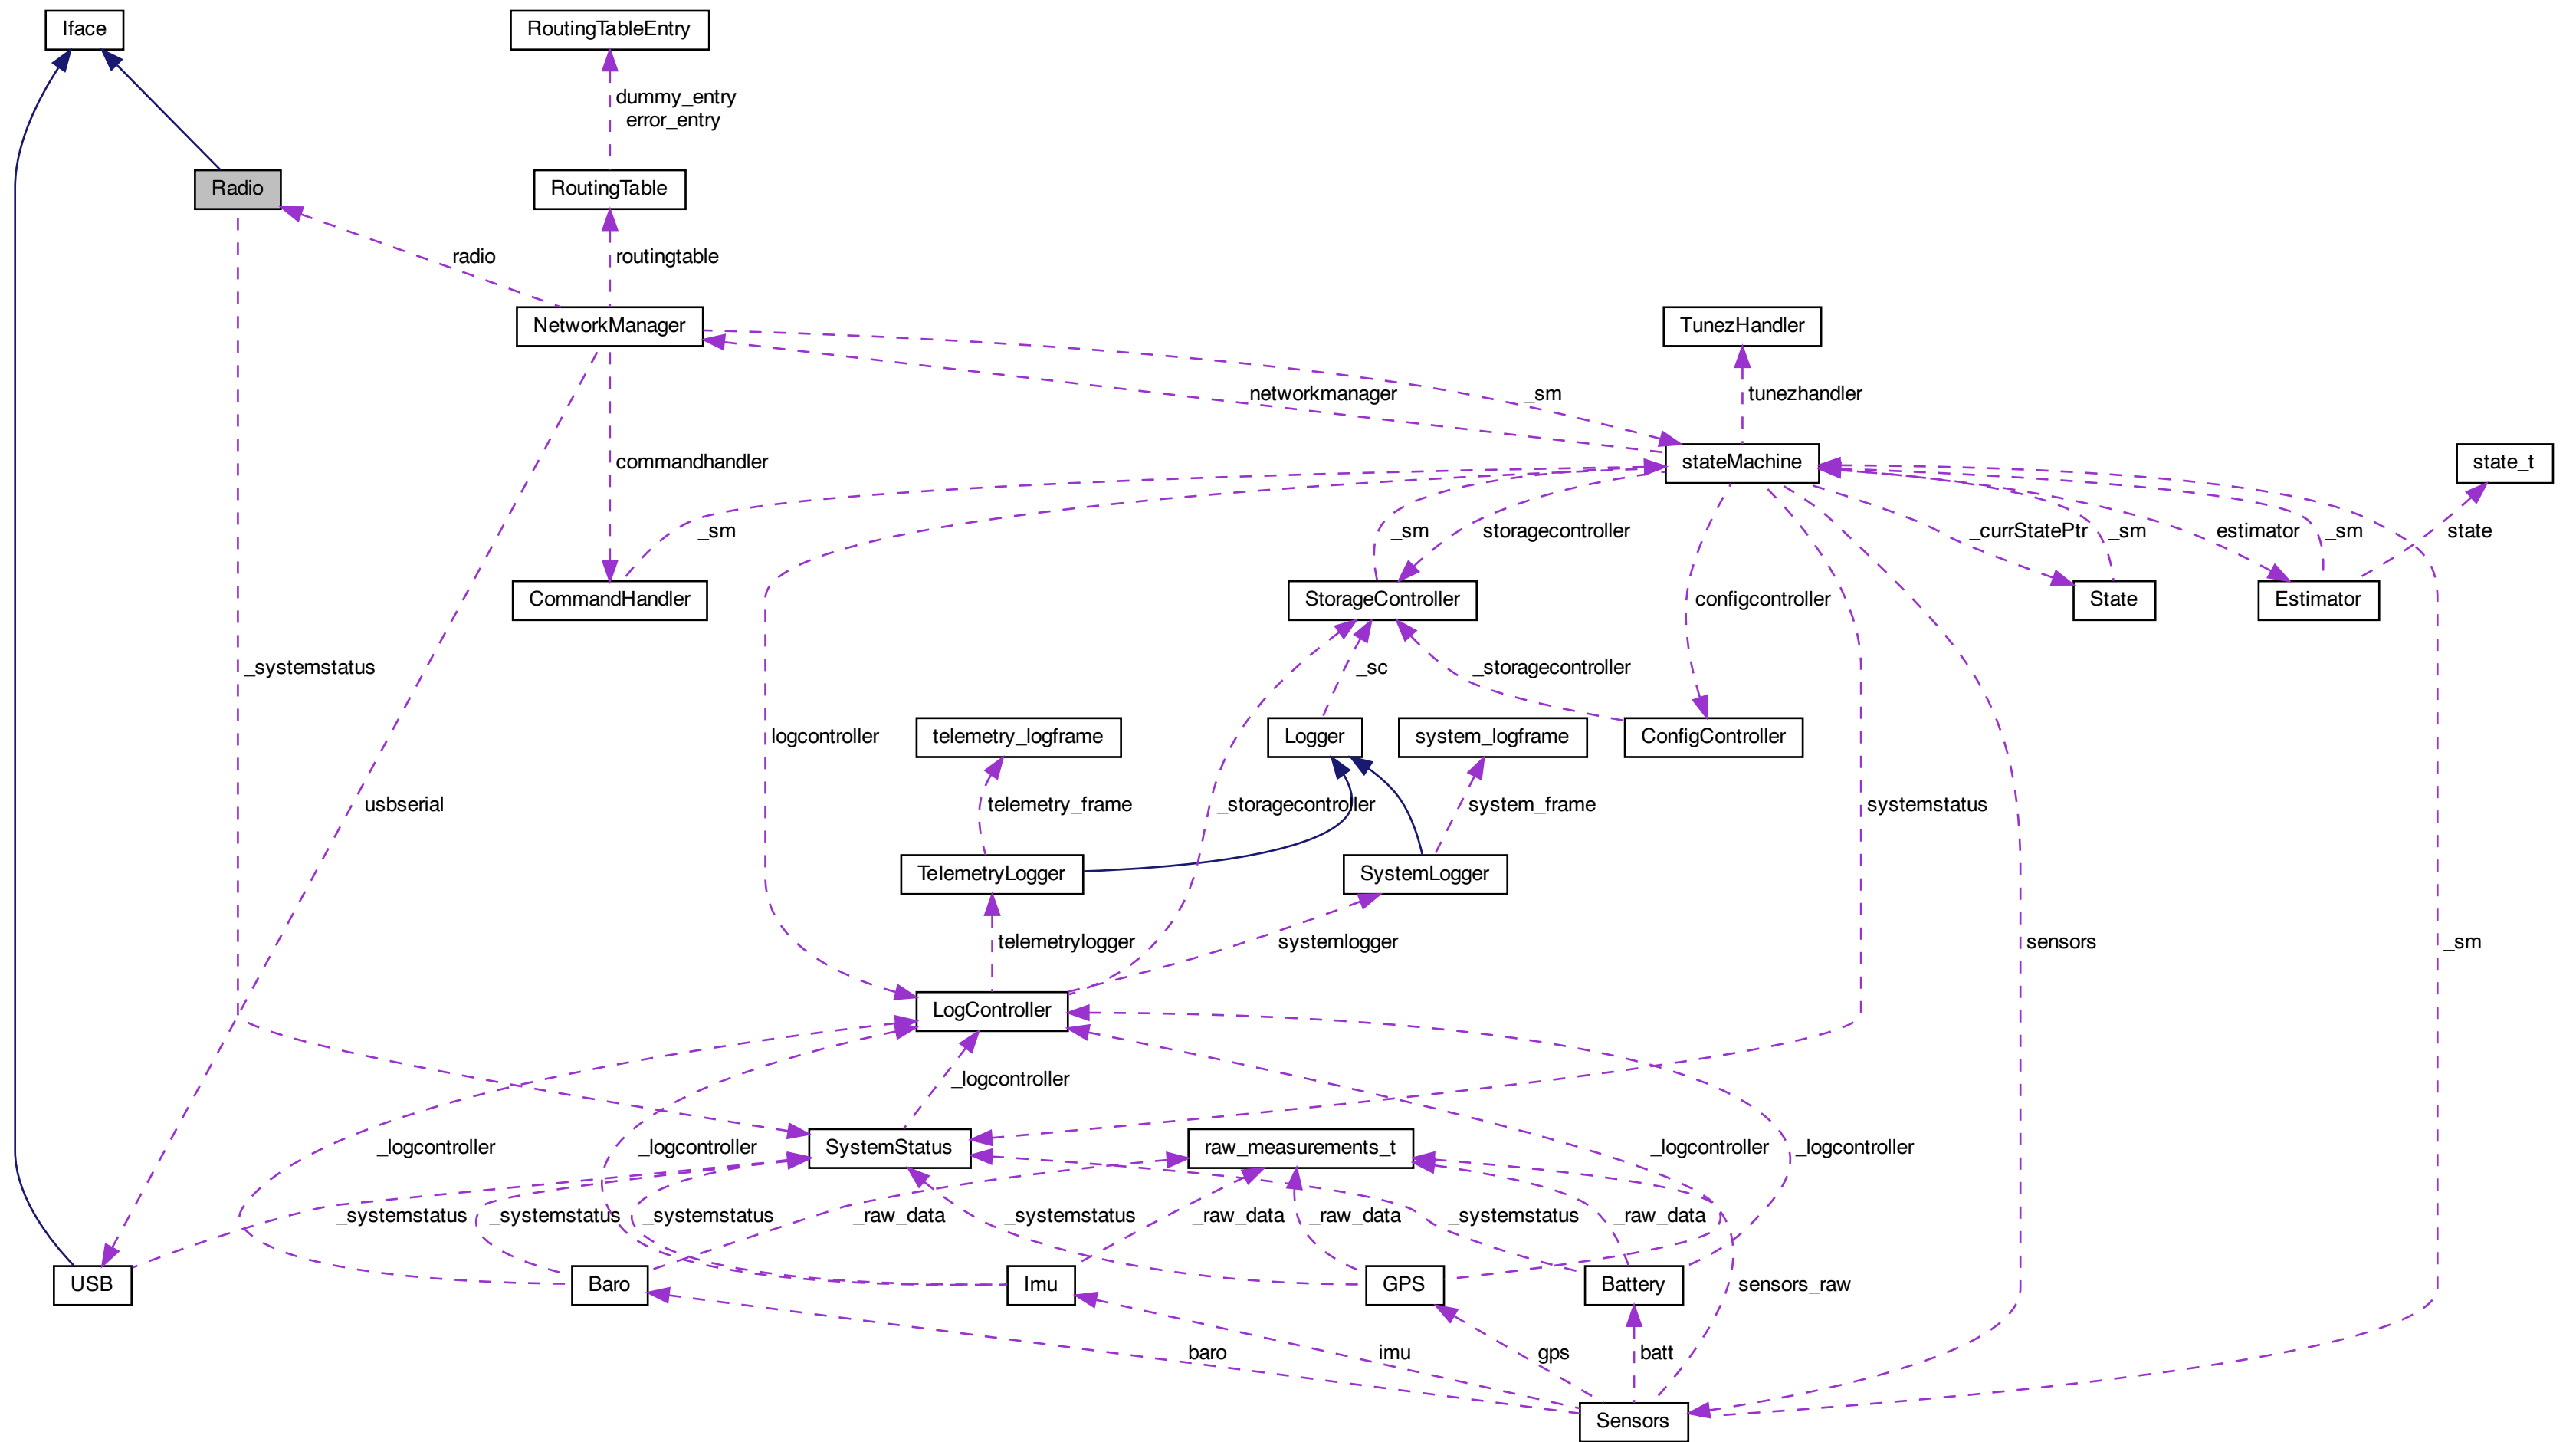 Iface
RoutingTableEntry
dummy_entry
error_entry
Radio
RoutingTable
radio
routingtable
NetworkManager
TunezHandler
networkmanager
_sm
tunezhandler
commandhandler
stateMachine
state_t
_sm
_sm
storagecontroller
_currStatePtr
_sm
estimator
_sm
state
CommandHandler
StorageController
configcontroller
State
Estimator
_systemstatus
_sc
_storagecontroller
logcontroller
telemetry_logframe
Logger
system_logframe
ConfigController
usbserial
telemetry_frame
_storagecontroller
system_frame
systemstatus
TelemetryLogger
SystemLogger
telemetrylogger
systemlogger
sensors
_sm
LogController
_logcontroller
_logcontroller
_logcontroller
SystemStatus
raw_measurements_t
_logcontroller
_logcontroller
_systemstatus
_systemstatus
_systemstatus
_raw_data
_systemstatus
_raw_data
_raw_data
_systemstatus
_raw_data
USB
Baro
Imu
GPS
Battery
sensors_raw
baro
imu
gps
batt
Sensors